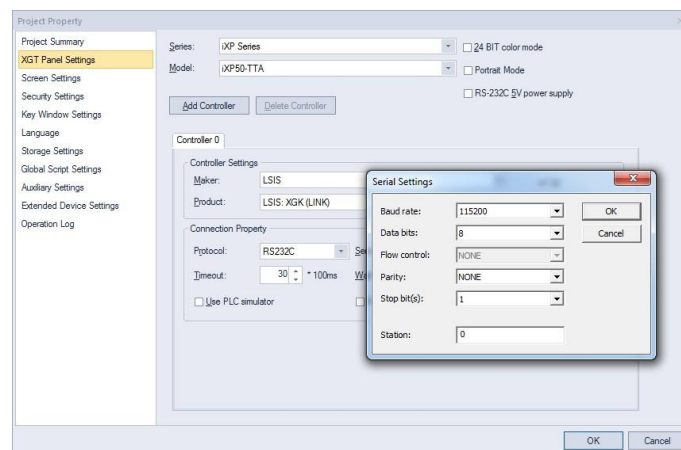 Project Property
Project Summary
XGT Panel Settings
Screen Settings
Security Settings
Key Window Settings
Language
Storage Settings
Global Script Settings
Auxiliary Settings
Extended Device Settings
Operation Log
Series: iXP Series
24 BIT color mode
Model: iXP50-TTA
Portrait Mode
RS-232C 5V power supply
Add Controller Delete Controller
Controller 0
Controller Settings
Maker: LSIS
Product: LSIS: XGK (LINK)
Connection Property
Protocol: RS232C
Timeout: 30 * 100ms
Use PLC simulator
Serial Settings
Baud rate: 115200 OK
Data bits: 8 Cancel
Flow control: NONE
Parity: NONE
Stop bit(s): 1
Station: 0
OK Cancel